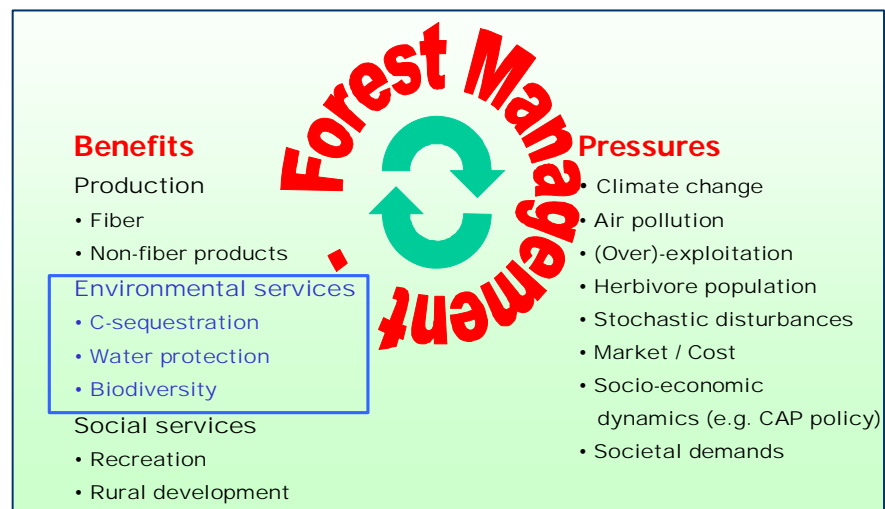 Forest Management
Benefits
Production
• Fiber
• Non-fiber products
Environmental services
• C-sequestration
• Water protection
• Biodiversity
Social services
• Recreation
• Rural development
Pressures
• Climate change
• Air pollution
• (Over)-exploitation
• Herbivore population
• Stochastic disturbances
• Market / Cost
• Socio-economic
dynamics (e.g. CAP policy)
• Societal demands